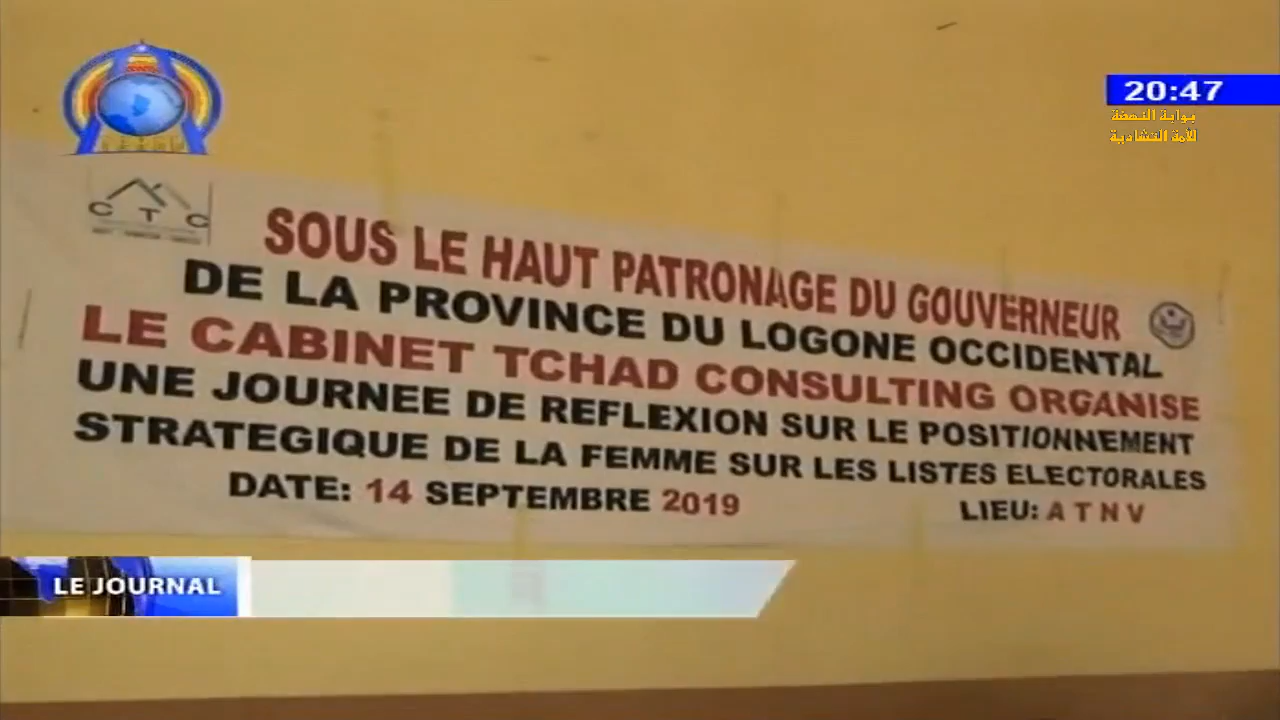 20:47
بوابة النهضة
للأمة التشادية
CTC
SOUS LE HAUT PATRONAGE DU GOUVERNEUR
DE LA PROVINCE DU LOGONE OCCIDENTAL
LE CABINET TCHAD CONSULTING ORGANISE
UNE JOURNEE DE REFLEXION SUR LE POSITIONNEMENT
STRATEGIQUE DE LA FEMME SUR LES LISTES ELECTORALES
DATE: 14 SEPTEMBRE 2019 LIEU: A T N V
LE JOURNAL